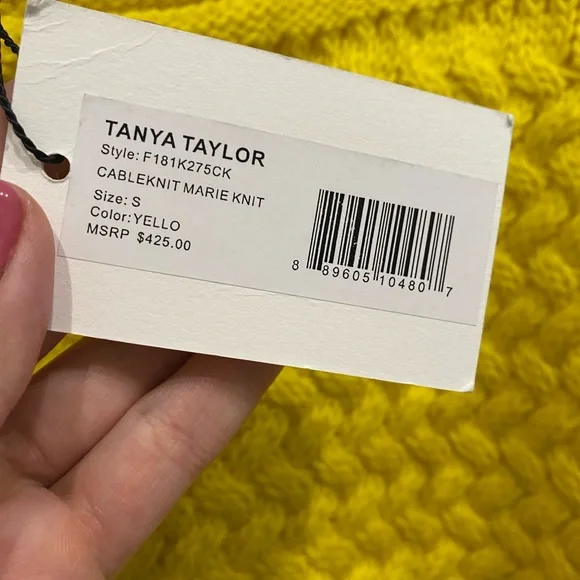 TANYA TAYLOR
Style: F181K275CK
CABLEKNIT MARIE KNIT
Size: S
Color: YELLO
MSRP $425.00
8 89605 10480 7